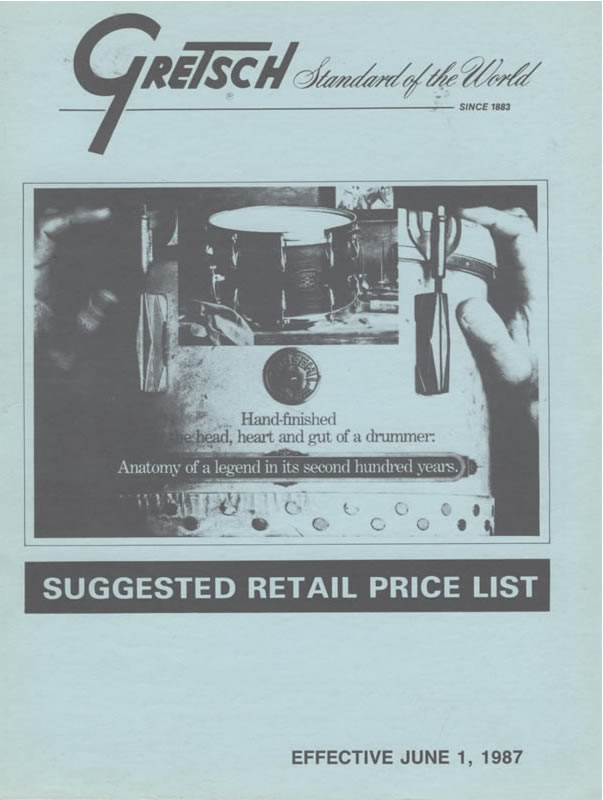 GRETSCH Standard of the World
®
SINCE 1883
Hand-finished
the head, heart and gut of a drummer:
Anatomy of a legend in its second hundred years.
SUGGESTED RETAIL PRICE LIST
EFFECTIVE JUNE 1, 1987